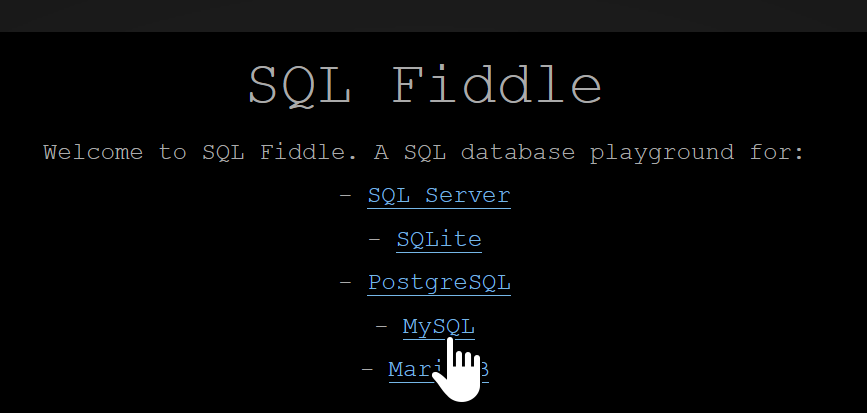 SQL Fiddle
Welcome to SQL Fiddle. A SQL database playground for:
- SQL Server
- SQLite
- PostgreSQL
- MySQL
-